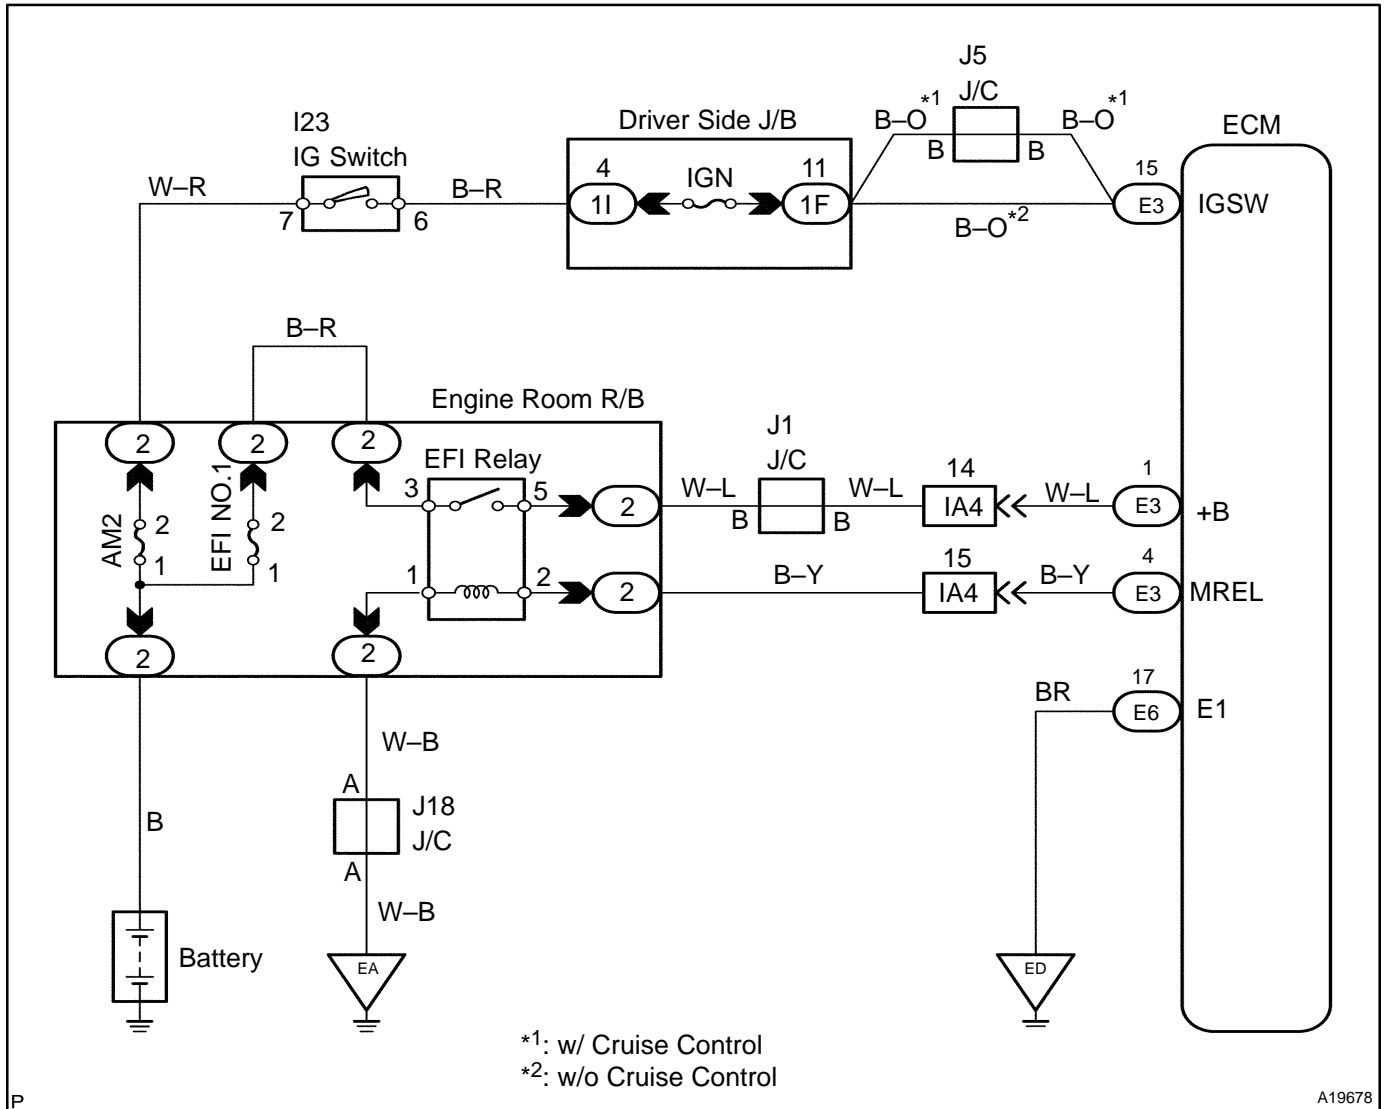 J5
J/C
B–O*1
B–O*1
B
B
I23
IG Switch
Driver Side J/B
ECM
W–R
7
6
B–R
4
1I
IGN
11
1F
15
E3
IGSW
B–O*2
B–R
Engine Room R/B
2
2
2
AM2
2
1
EFI NO.1
2
1
EFI Relay
3
5
2
W–L
B
J1
J/C
B
W–L
14
IA4
W–L
1
E3
+B
1
2
2
B–Y
15
IA4
B–Y
4
E3
MREL
2
2
BR
17
E6
E1
W–B
A
J18
J/C
A
W–B
B
Battery
EA
ED
*1: w/ Cruise Control
*2: w/o Cruise Control
P
A19678